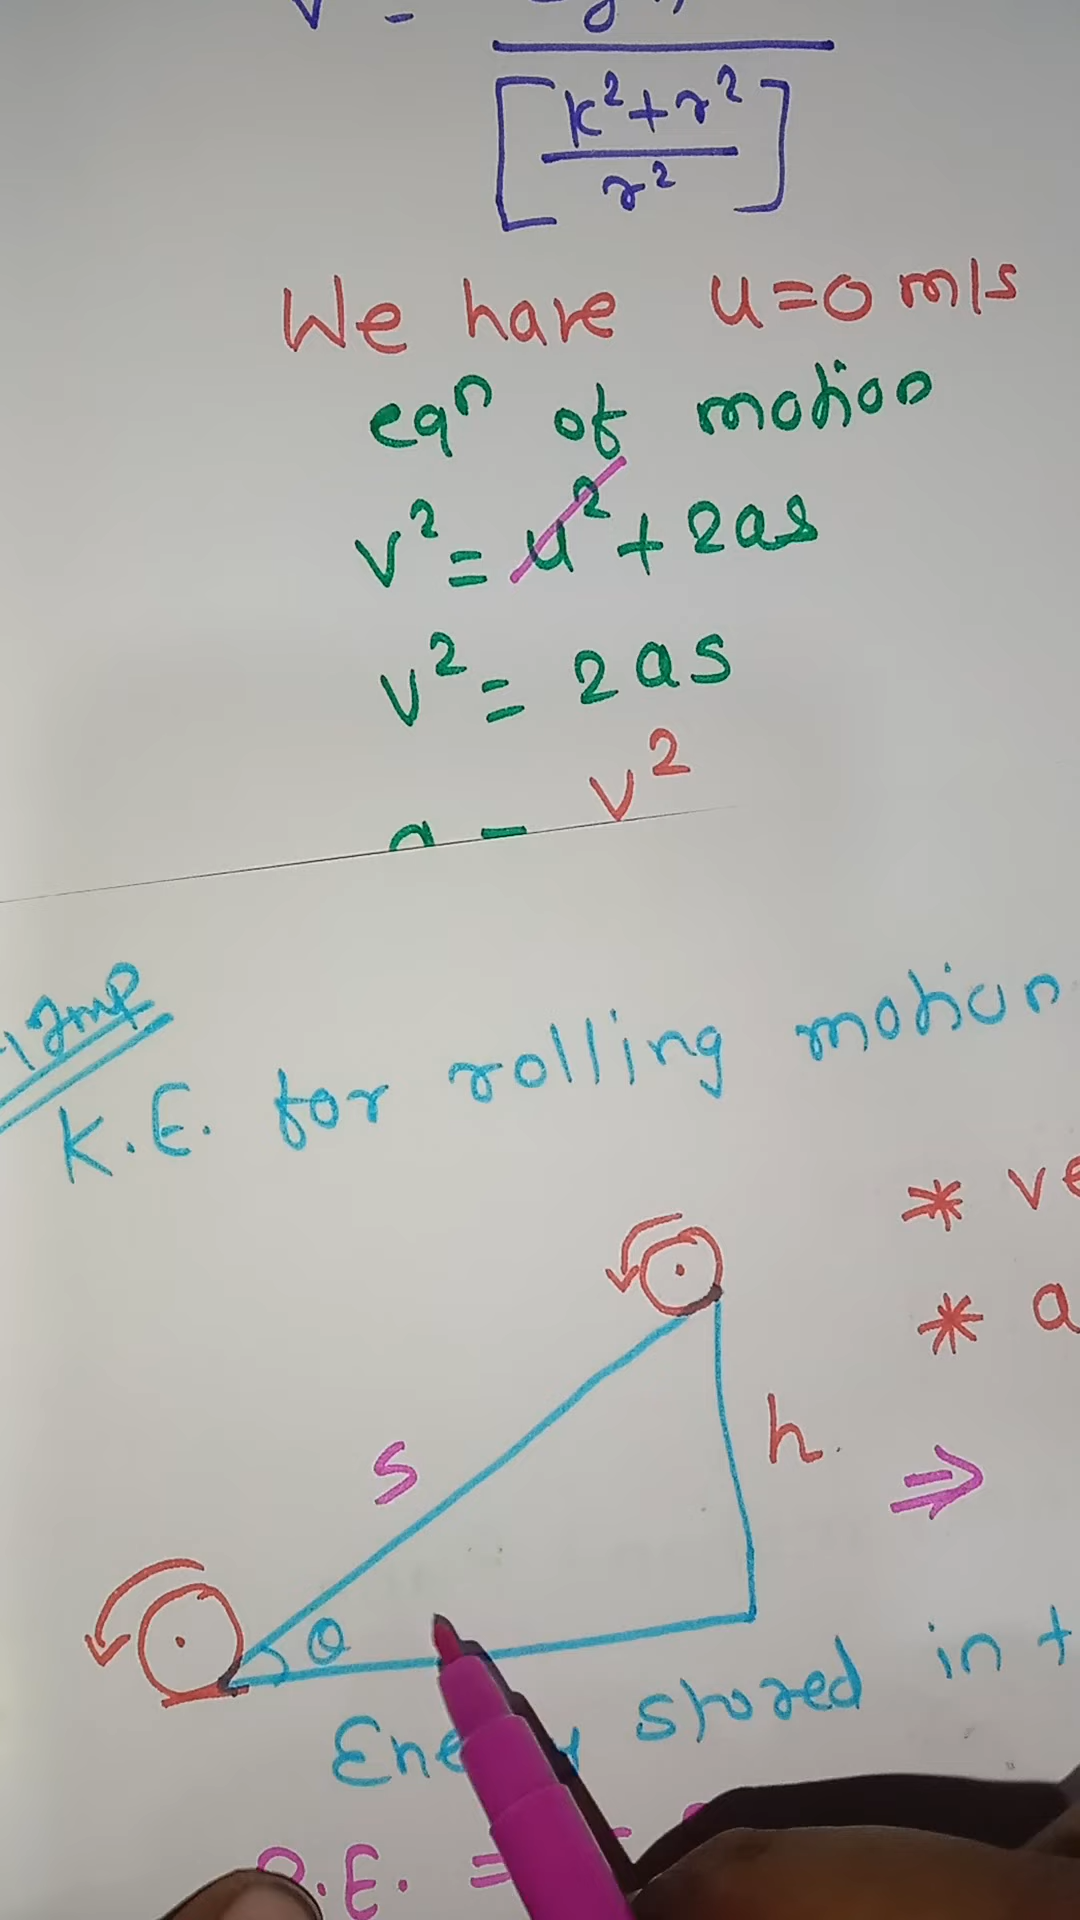 [k²+r² / r²]
We have u=0 m/s
eqⁿ of motion
v² = u² + 2as
v² = 2as
v²
Imp
K.E. for rolling motion
* a
s
h.
⇒
θ
stored in
P.E. =